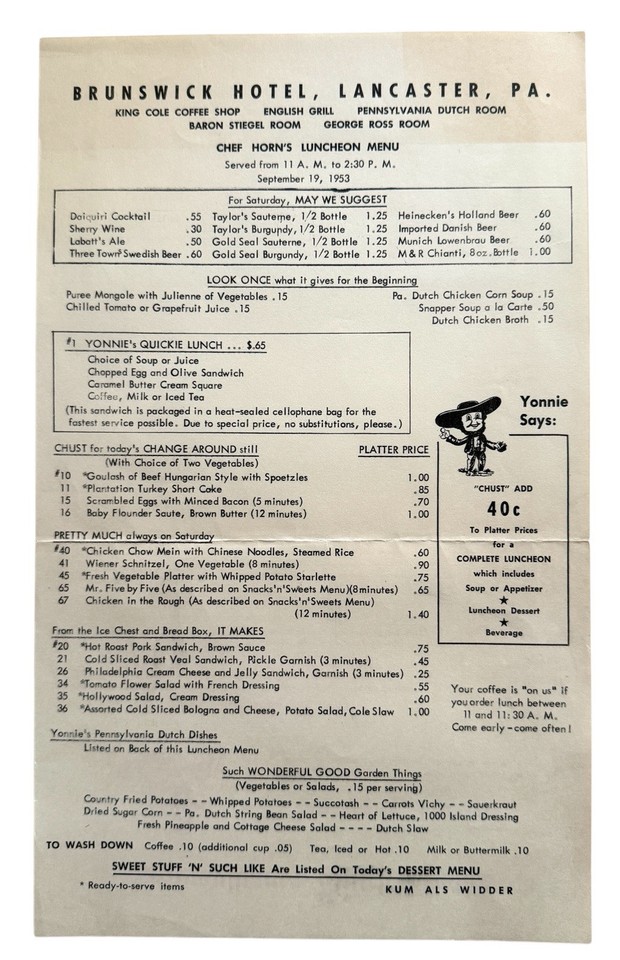 BRUNSWICK HOTEL, LANCASTER, PA.
KING COLE COFFEE SHOP ENGLISH GRILL PENNSYLVANIA DUTCH ROOM
BARON STIEGEL ROOM GEORGE ROSS ROOM
CHEF HORN'S LUNCHEON MENU
Served from 11 A. M. to 2:30 P. M.
September 19, 1953
For Saturday, MAY WE SUGGEST
Daiquiri Cocktail .55 Taylor's Sauterne, 1/2 Bottle 1.25 Heinecken's Holland Beer .60
Sherry Wine .30 Taylor's Burgundy, 1/2 Bottle 1.25 Imported Danish Beer .60
Labatt's Ale .50 Gold Seal Sauterne, 1/2 Bottle 1.25 Munich Lowenbrau Beer .60
Three Towns Swedish Beer .60 Gold Seal Burgundy, 1/2 Bottle 1.25 M & R Chianti, 8 oz. Bottle 1.00
LOOK ONCE what it gives for the Beginning
Puree Mongole with Julienne of Vegetables .15 Pa. Dutch Chicken Corn Soup .15
Chilled Tomato or Grapefruit Juice .15 Snapper Soup a la Carte .50
Dutch Chicken Broth .15
#1 YONNIE's QUICKIE LUNCH ... $.65
Choice of Soup or Juice
Chopped Egg and Olive Sandwich
Caramel Butter Cream Square
Coffee, Milk or Iced Tea
(This sandwich is packaged in a heat-sealed cellophane bag for the
fastest service possible. Due to special price, no substitutions, please.)
CHUST for today's CHANGE AROUND still PLATTER PRICE
(With Choice of Two Vegetables)
#10 *Goulash of Beef Hungarian Style with Spoetzles 1.00
11 *Plantation Turkey Short Cake .85
15 Scrambled Eggs with Minced Bacon (5 minutes) .70
16 Baby Flounder Saute, Brown Butter (12 minutes) 1.00
PRETTY MUCH always on Saturday
#40 *Chicken Chow Mein with Chinese Noodles, Steamed Rice .60
41 Wiener Schnitzel, One Vegetable (8 minutes) .90
45 *Fresh Vegetable Platter with Whipped Potato Starlette .75
65 Mr. Five by Five (As described on Snacks'n'Sweets Menu)(8 minutes) .65
67 Chicken in the Rough (As described on Snacks'n'Sweets Menu)
(12 minutes) 1.40
From the Ice Chest and Bread Box, IT MAKES
#20 *Hot Roast Pork Sandwich, Brown Sauce .75
21 Cold Sliced Roast Veal Sandwich, Pickle Garnish (3 minutes) .45
26 Philadelphia Cream Cheese and Jelly Sandwich, Garnish (3 minutes) .25
34 *Tomato Flower Salad with French Dressing .55
35 *Hollywood Salad, Cream Dressing .60
36 *Assorted Cold Sliced Bologna and Cheese, Potato Salad, Cole Slaw 1.00
Yonnie's Pennsylvania Dutch Dishes
Listed on Back of this Luncheon Menu
Yonnie
Says:
"CHUST" ADD
40c
To Platter Prices
for a
COMPLETE LUNCHEON
which includes
Soup or Appetizer
★
Luncheon Dessert
★
Beverage
Your coffee is "on us" if
you order lunch between
11 and 11:30 A. M.
Come early - come often!
Such WONDERFUL GOOD Garden Things
(Vegetables or Salads, .15 per serving)
Country Fried Potatoes - - Whipped Potatoes - - Succotash - - Carrots Vichy - - Sauerkraut
Dried Sugar Corn - - Pa. Dutch String Bean Salad - - Heart of Lettuce, 1000 Island Dressing
Fresh Pineapple and Cottage Cheese Salad - - - - Dutch Slaw
TO WASH DOWN Coffee .10 (additional cup .05) Tea, Iced or Hot .10 Milk or Buttermilk .10
SWEET STUFF 'N' SUCH LIKE Are Listed On Today's DESSERT MENU
* Ready-to-serve items KUM ALS WIDDER